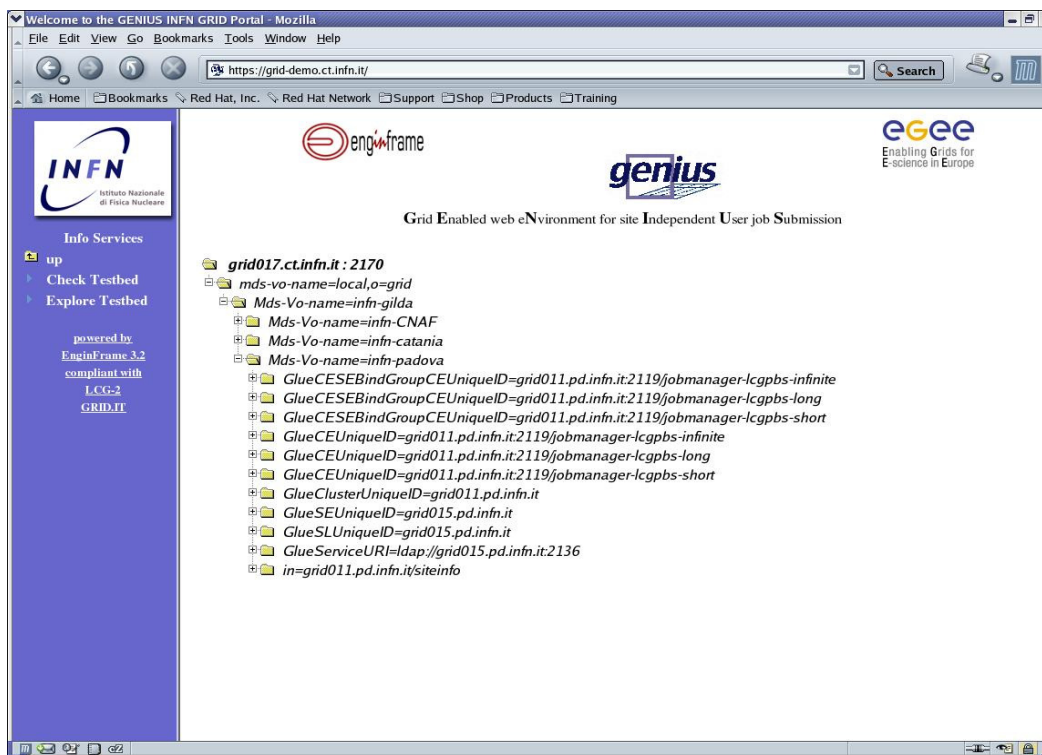 Welcome to the GENIUS INFN GRID Portal - Mozilla
File Edit View Go Bookmarks Tools Window Help
https://grid-demo.ct.infn.it/
Search
Home Bookmarks Red Hat, Inc. Red Hat Network Support Shop Products Training
INFN
Istituto Nazionale
di Fisica Nucleare
enginframe
genius
egee
Enabling Grids for
E-science in Europe
Grid Enabled web eNvironment for site Independent User job Submission
Info Services
up
Check Testbed
Explore Testbed
powered by
EnginFrame 3.2
compliant with
LCG-2
GRID.IT
grid017.ct.infn.it : 2170
mds-vo-name=local,o=grid
Mds-Vo-name=infn-gilda
Mds-Vo-name=infn-CNAF
Mds-Vo-name=infn-catania
Mds-Vo-name=infn-padova
GlueCESEBindGroupCEUniqueID=grid011.pd.infn.it:2119/jobmanager-lcgpbs-infinite
GlueCESEBindGroupCEUniqueID=grid011.pd.infn.it:2119/jobmanager-lcgpbs-long
GlueCESEBindGroupCEUniqueID=grid011.pd.infn.it:2119/jobmanager-lcgpbs-short
GlueCEUniqueID=grid011.pd.infn.it:2119/jobmanager-lcgpbs-infinite
GlueCEUniqueID=grid011.pd.infn.it:2119/jobmanager-lcgpbs-long
GlueCEUniqueID=grid011.pd.infn.it:2119/jobmanager-lcgpbs-short
GlueClusterUniqueID=grid011.pd.infn.it
GlueSEUniqueID=grid015.pd.infn.it
GlueSLUniqueID=grid015.pd.infn.it
GlueServiceURI=ldap://grid015.pd.infn.it:2136
in=grid011.pd.infn.it/siteinfo